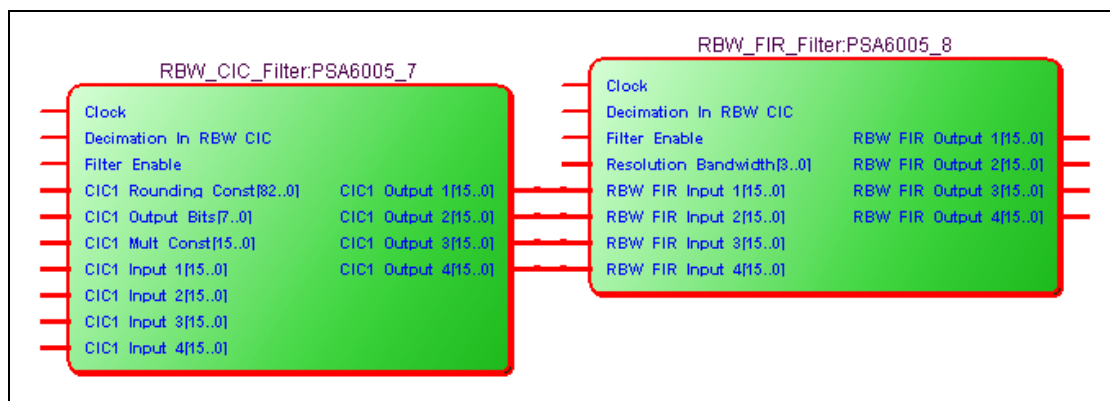 RBW_CIC_Filter:PSA6005_7
Clock
Decimation In RBW CIC
Filter Enable
CIC1 Rounding Const[82..0]
CIC1 Output Bits[7..0]
CIC1 Mult Const[15..0]
CIC1 Input 1[15..0]
CIC1 Input 2[15..0]
CIC1 Input 3[15..0]
CIC1 Input 4[15..0]
CIC1 Output 1[15..0]
CIC1 Output 2[15..0]
CIC1 Output 3[15..0]
CIC1 Output 4[15..0]
RBW_FIR_Filter:PSA6005_8
Clock
Decimation In RBW CIC
Filter Enable
Resolution Bandwidth[3..0]
RBW FIR Input 1[15..0]
RBW FIR Input 2[15..0]
RBW FIR Input 3[15..0]
RBW FIR Input 4[15..0]
RBW FIR Output 1[15..0]
RBW FIR Output 2[15..0]
RBW FIR Output 3[15..0]
RBW FIR Output 4[15..0]